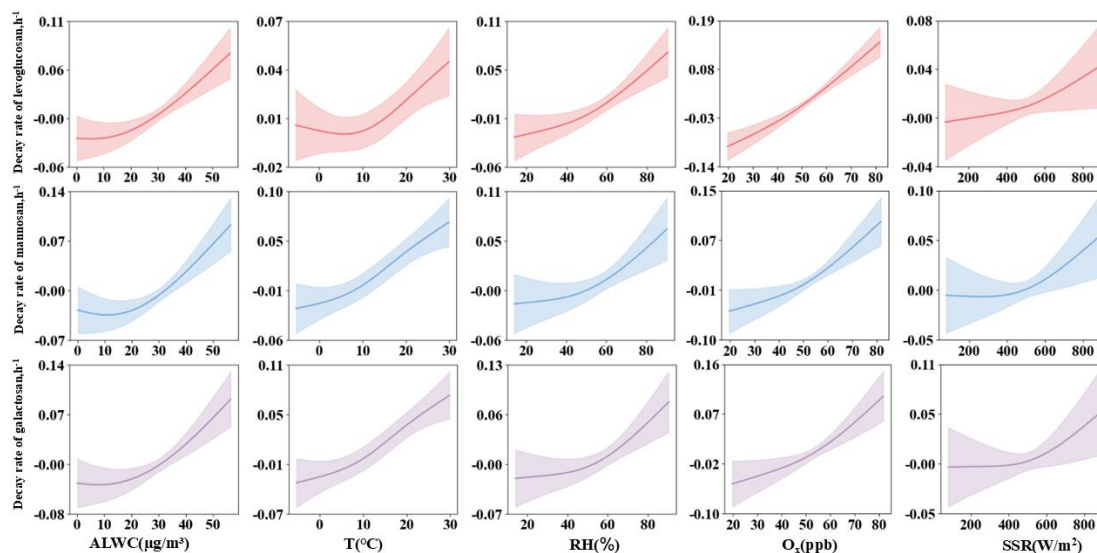 Decay rate of levoglucosan,h⁻¹
0.11 0.06 -0.00 -0.06
0 10 20 30 40 50
0.07 0.04 0.01 -0.02
0 10 20 30
0.11 0.05 -0.00 -0.06
20 40 60 80
0.19 0.08 -0.03 -0.14
20 30 40 50 60 70 80
0.08 0.04 -0.00 -0.04
200 400 600 800
Decay rate of mannosan,h⁻¹
0.14 0.07 -0.00 -0.07
0 10 20 30 40 50
0.10 0.05 -0.01 -0.06
0 10 20 30
0.11 0.05 -0.00 -0.06
20 40 60 80
0.15 0.07 -0.01 -0.10
20 30 40 50 60 70 80
0.10 0.05 -0.00 -0.05
200 400 600 800
Decay rate of galactosan,h⁻¹
0.14 0.07 -0.00 -0.08
0 10 20 30 40 50
0.11 0.05 -0.01 -0.07
0 10 20 30
0.13 0.06 -0.00 -0.07
20 40 60 80
0.16 0.07 -0.02 -0.10
20 30 40 50 60 70 80
0.11 0.05 -0.00 -0.05
200 400 600 800
ALWC(μg/m³)
T(°C)
RH(%)
Oₓ(ppb)
SSR(W/m²)